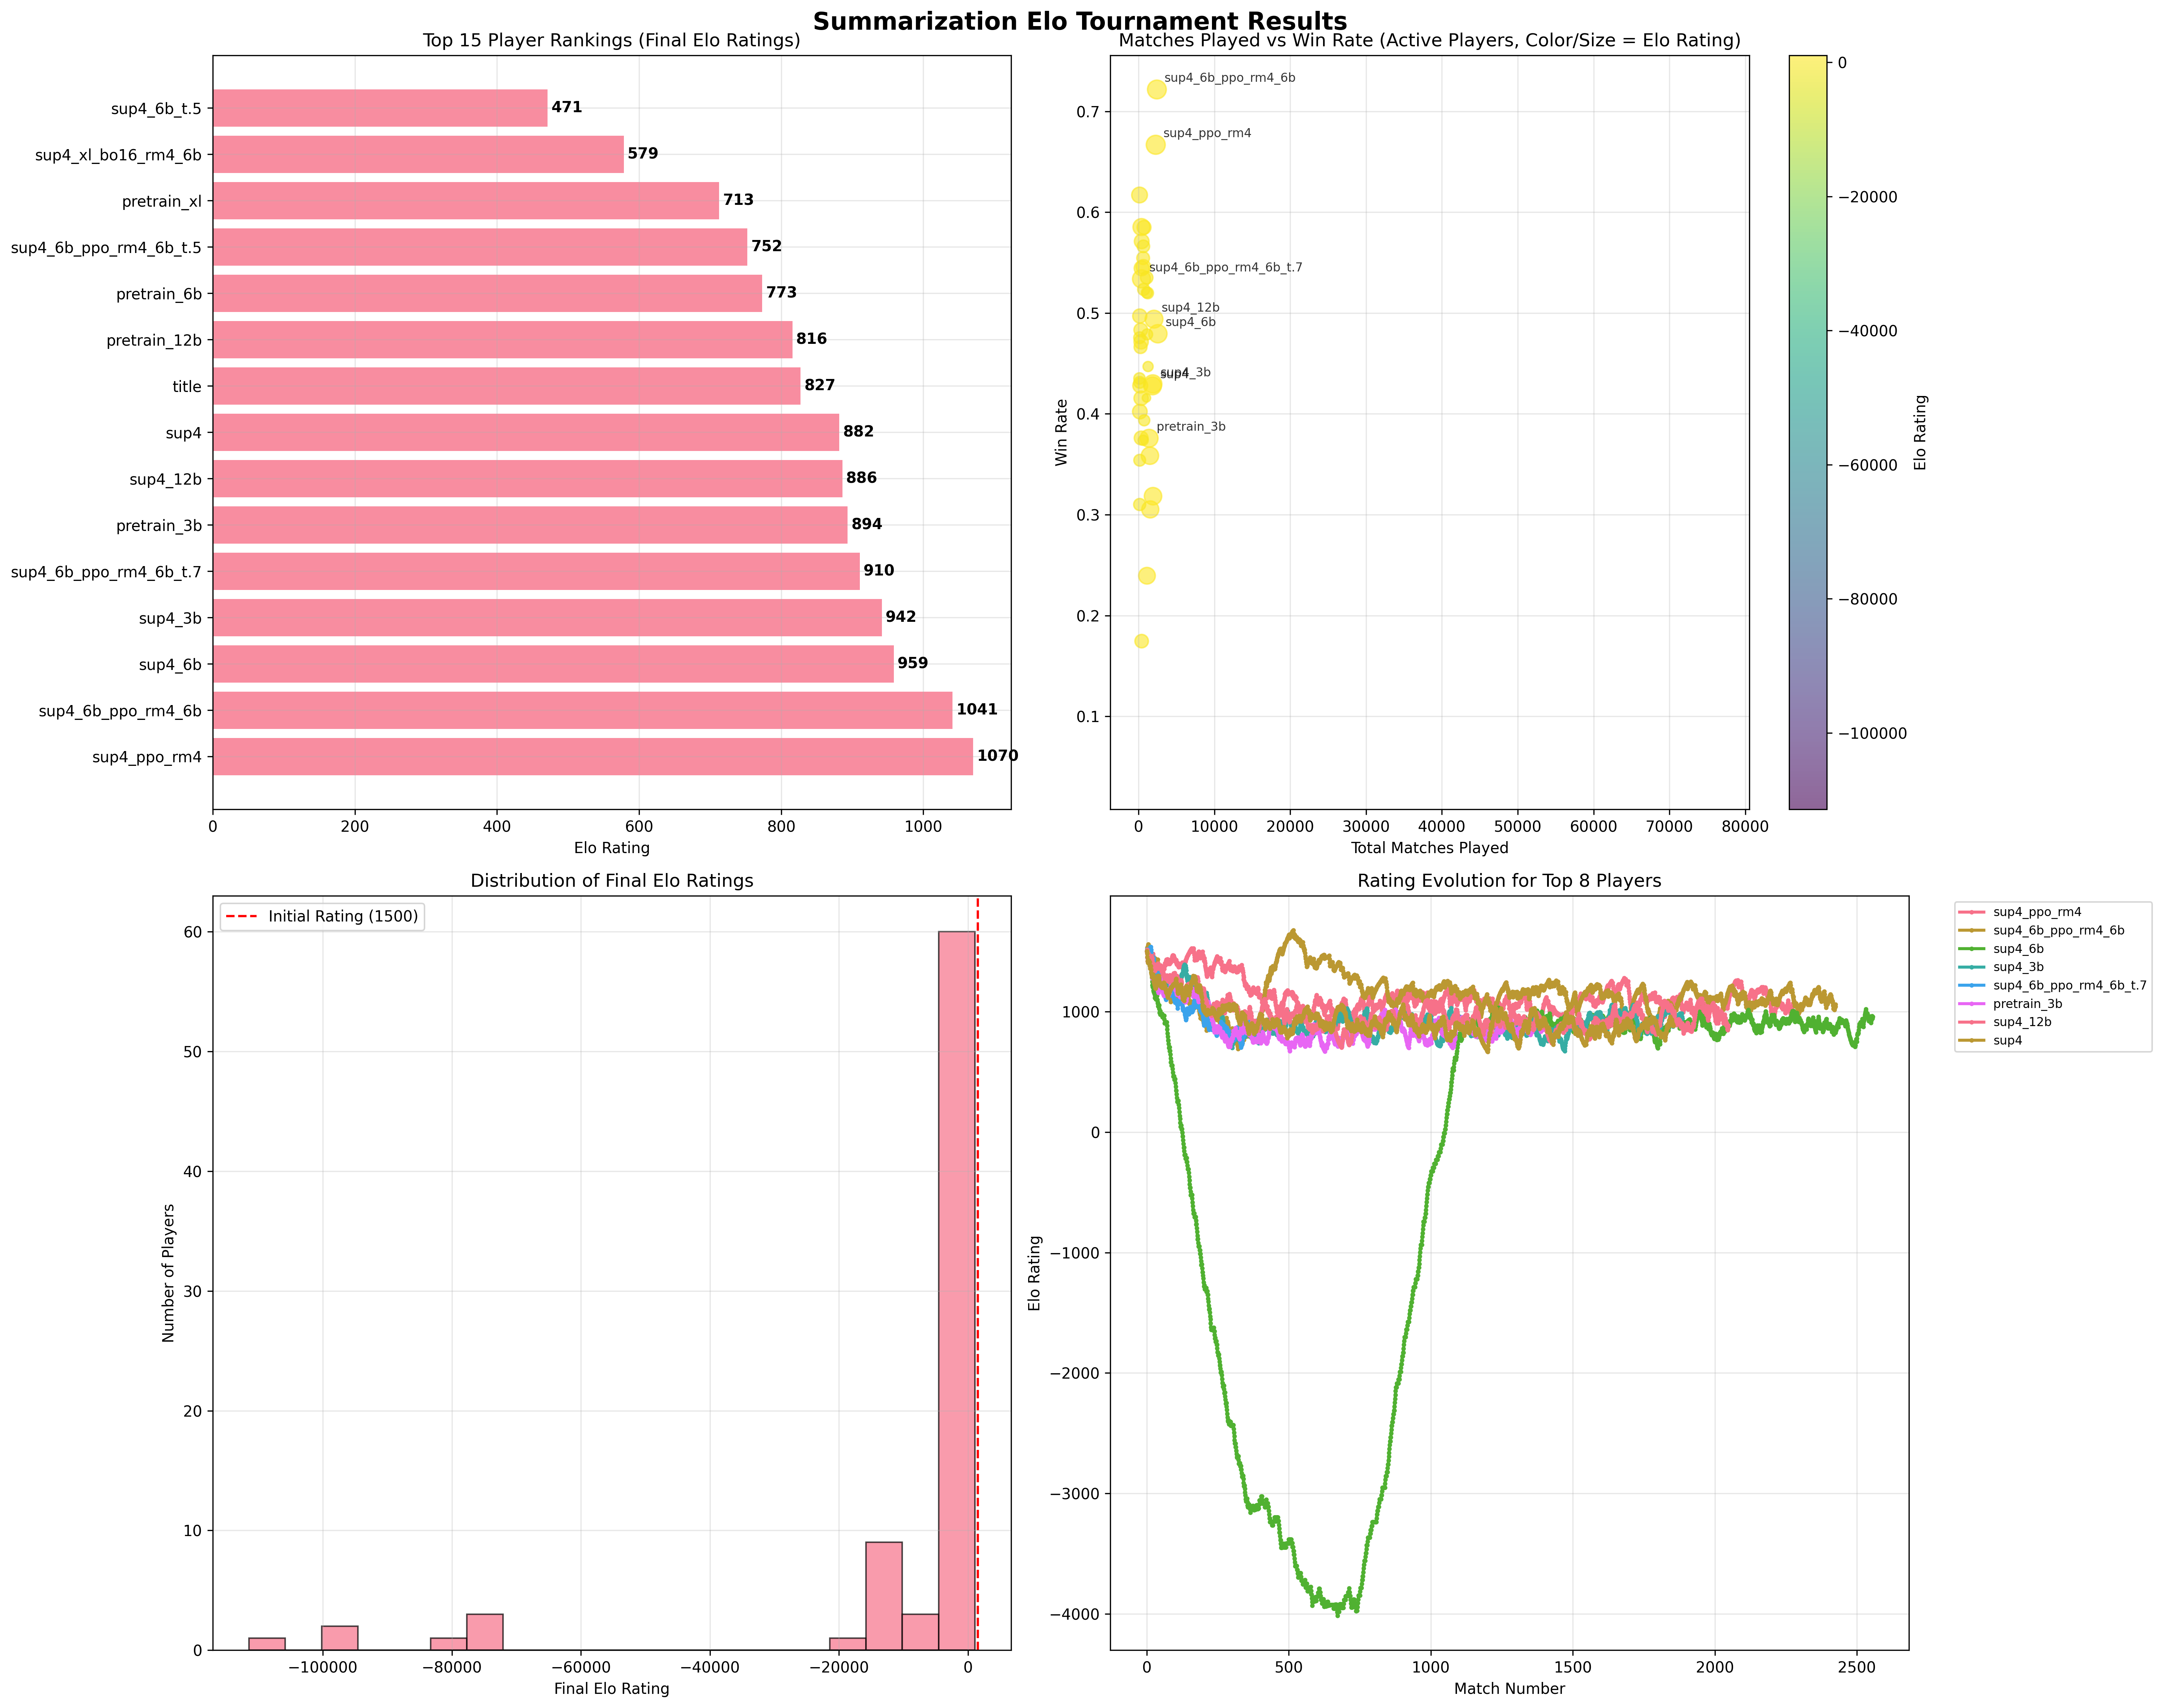 Summarization Elo Tournament Results
Top 15 Player Rankings (Final Elo Ratings)
sup4_6b_t.5
471
sup4_xl_bo16_rm4_6b
579
pretrain_xl
713
sup4_6b_ppo_rm4_6b_t.5
752
pretrain_6b
773
pretrain_12b
816
title
827
sup4
882
sup4_12b
886
pretrain_3b
894
sup4_6b_ppo_rm4_6b_t.7
910
sup4_3b
942
sup4_6b
959
sup4_6b_ppo_rm4_6b
1041
sup4_ppo_rm4
1070
0 200 400 600 800 1000
Elo Rating
Matches Played vs Win Rate (Active Players, Color/Size = Elo Rating)
Win Rate
0.7
0.6
0.5
0.4
0.3
0.2
0.1
sup4_6b_ppo_rm4_6b
sup4_ppo_rm4
sup4_6b_ppo_rm4_6b_t.7
sup4_12b
sup4_6b
sup4_3b
sup4
pretrain_3b
0 10000 20000 30000 40000 50000 60000 70000 80000
Total Matches Played
0
−20000
−40000
−60000
−80000
−100000
Elo Rating
Distribution of Final Elo Ratings
Initial Rating (1500)
Number of Players
60
50
40
30
20
10
0
−100000 −80000 −60000 −40000 −20000 0
Final Elo Rating
Rating Evolution for Top 8 Players
Elo Rating
1000
0
−1000
−2000
−3000
−4000
0 500 1000 1500 2000 2500
Match Number
sup4_ppo_rm4
sup4_6b_ppo_rm4_6b
sup4_6b
sup4_3b
sup4_6b_ppo_rm4_6b_t.7
pretrain_3b
sup4_12b
sup4